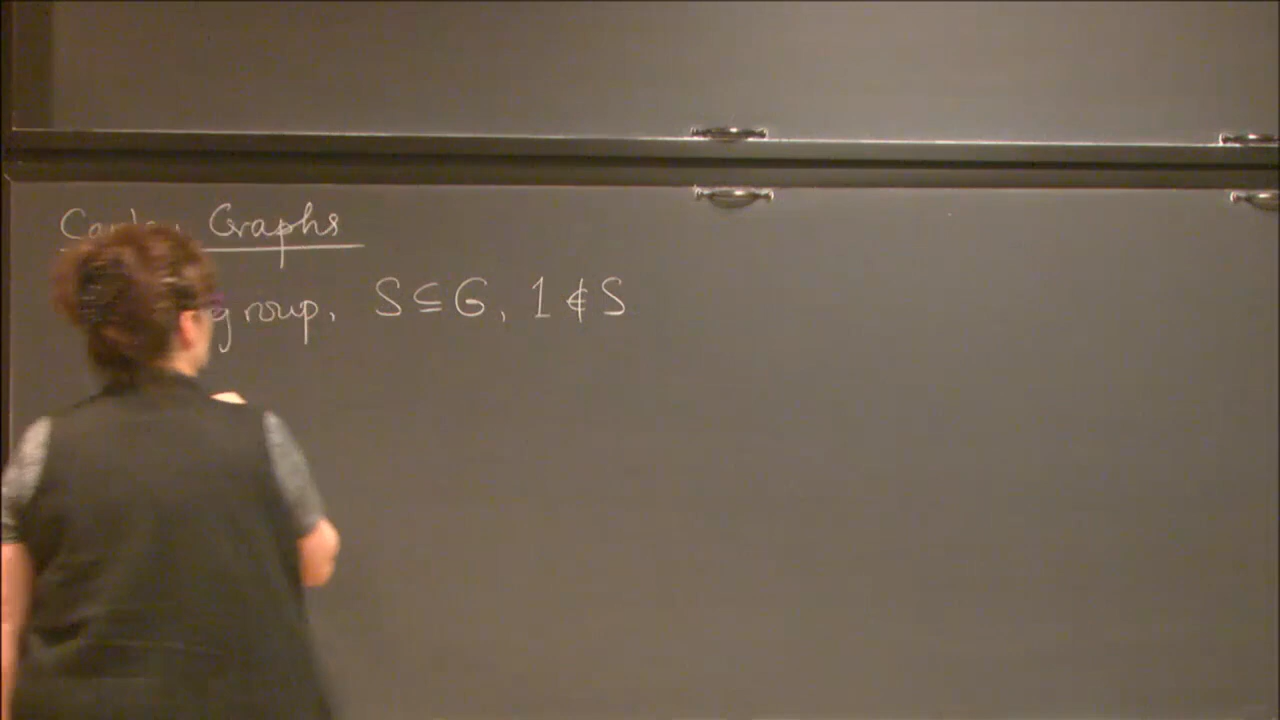 Graphs
group, S ⊆ G, 1 ∉ S